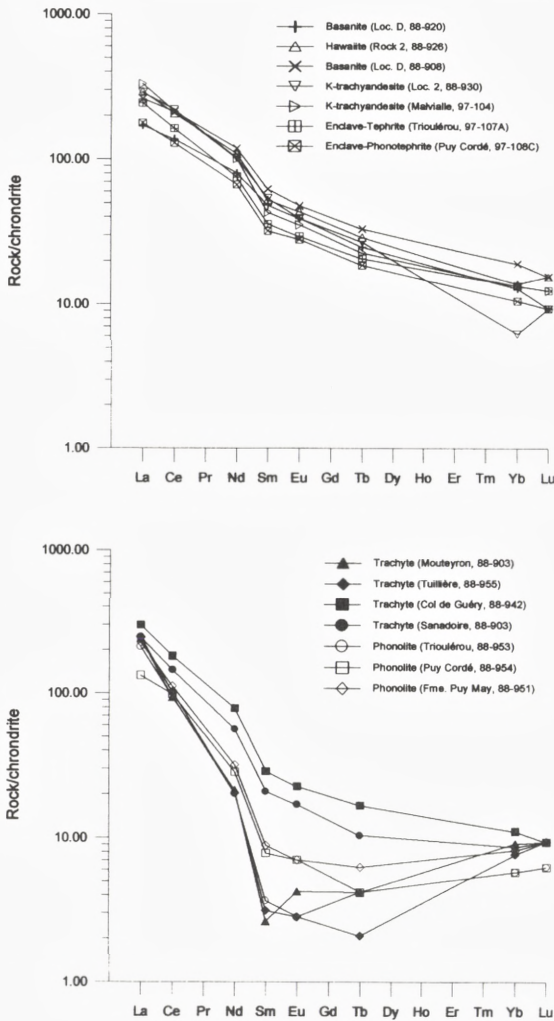 1000.00
100.00
10.00
1.00
Rock/chrondrite
Basanite (Loc. D, 88-920)
Hawaiite (Rock 2, 88-926)
Basanite (Loc. D, 88-908)
K-trachyandesite (Loc. 2, 88-930)
K-trachyandesite (Malvialle, 97-104)
Enclave-Tephrite (Trioulérou, 97-107A)
Enclave-Phonotephrite (Puy Cordé, 97-108C)
La Ce Pr Nd Sm Eu Gd Tb Dy Ho Er Tm Yb Lu
1000.00
100.00
10.00
1.00
Rock/chrondrite
Trachyte (Mouteyron, 88-903)
Trachyte (Tuillière, 88-955)
Trachyte (Col de Guéry, 88-942)
Trachyte (Sanadoire, 88-903)
Phonolite (Trioulérou, 88-953)
Phonolite (Puy Cordé, 88-954)
Phonolite (Fme. Puy May, 88-951)
La Ce Pr Nd Sm Eu Gd Tb Dy Ho Er Tm Yb Lu